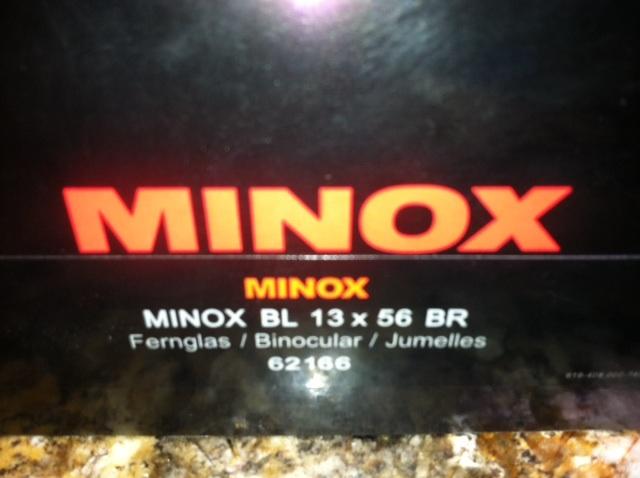 MINOX
MINOX
MINOX BL 13 x 56 BR
Fernglas / Binocular / Jumelles
62166